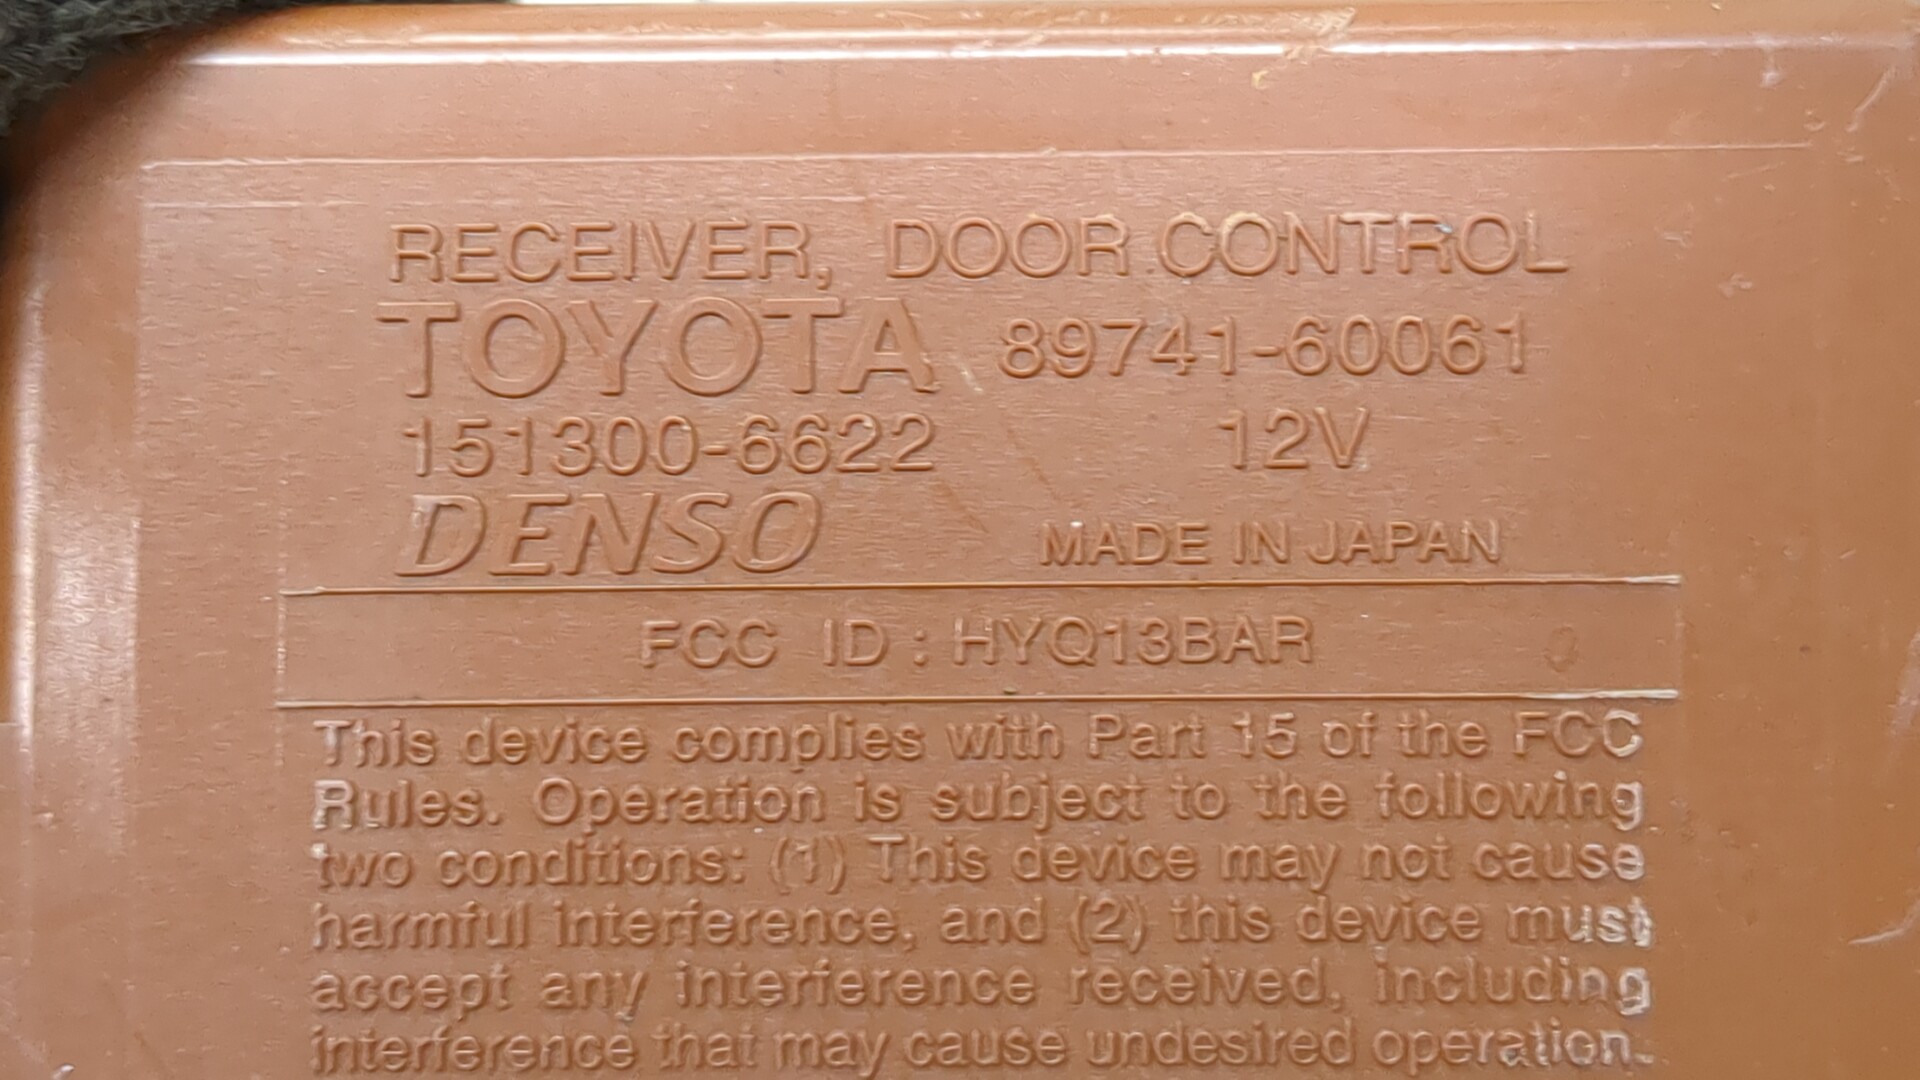 RECEIVER, DOOR CONTROL
TOYOTA 89741-60061
151300-6622 12V
DENSO MADE IN JAPAN
FCC ID : HYQ13BAR
This device complies with Part 15 of the FCC
Rules. Operation is subject to the following
two conditions: (1) This device may not cause
harmful interference, and (2) this device must
accept any interference received, including
interference that may cause undesired operation.